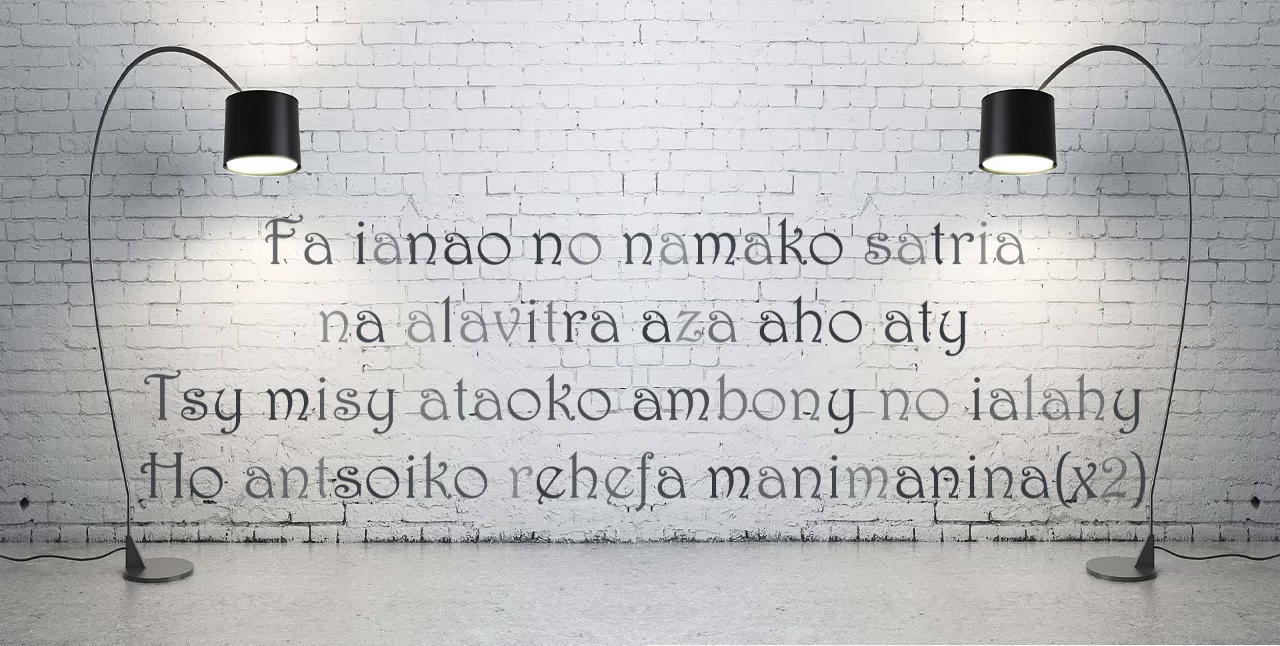 Fa ianao no namako satria
na alavitra aza aho aty
Tsy misy ataoko ambony no ialahy
Ho antsoiko rehefa manimanina(x2)